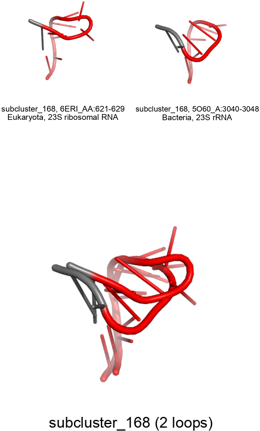 subcluster_168, 6ERI_AA:621-629
Eukaryota, 23S ribosomal RNA
subcluster_168, 5O60_A:3040-3048
Bacteria, 23S rRNA
subcluster_168 (2 loops)